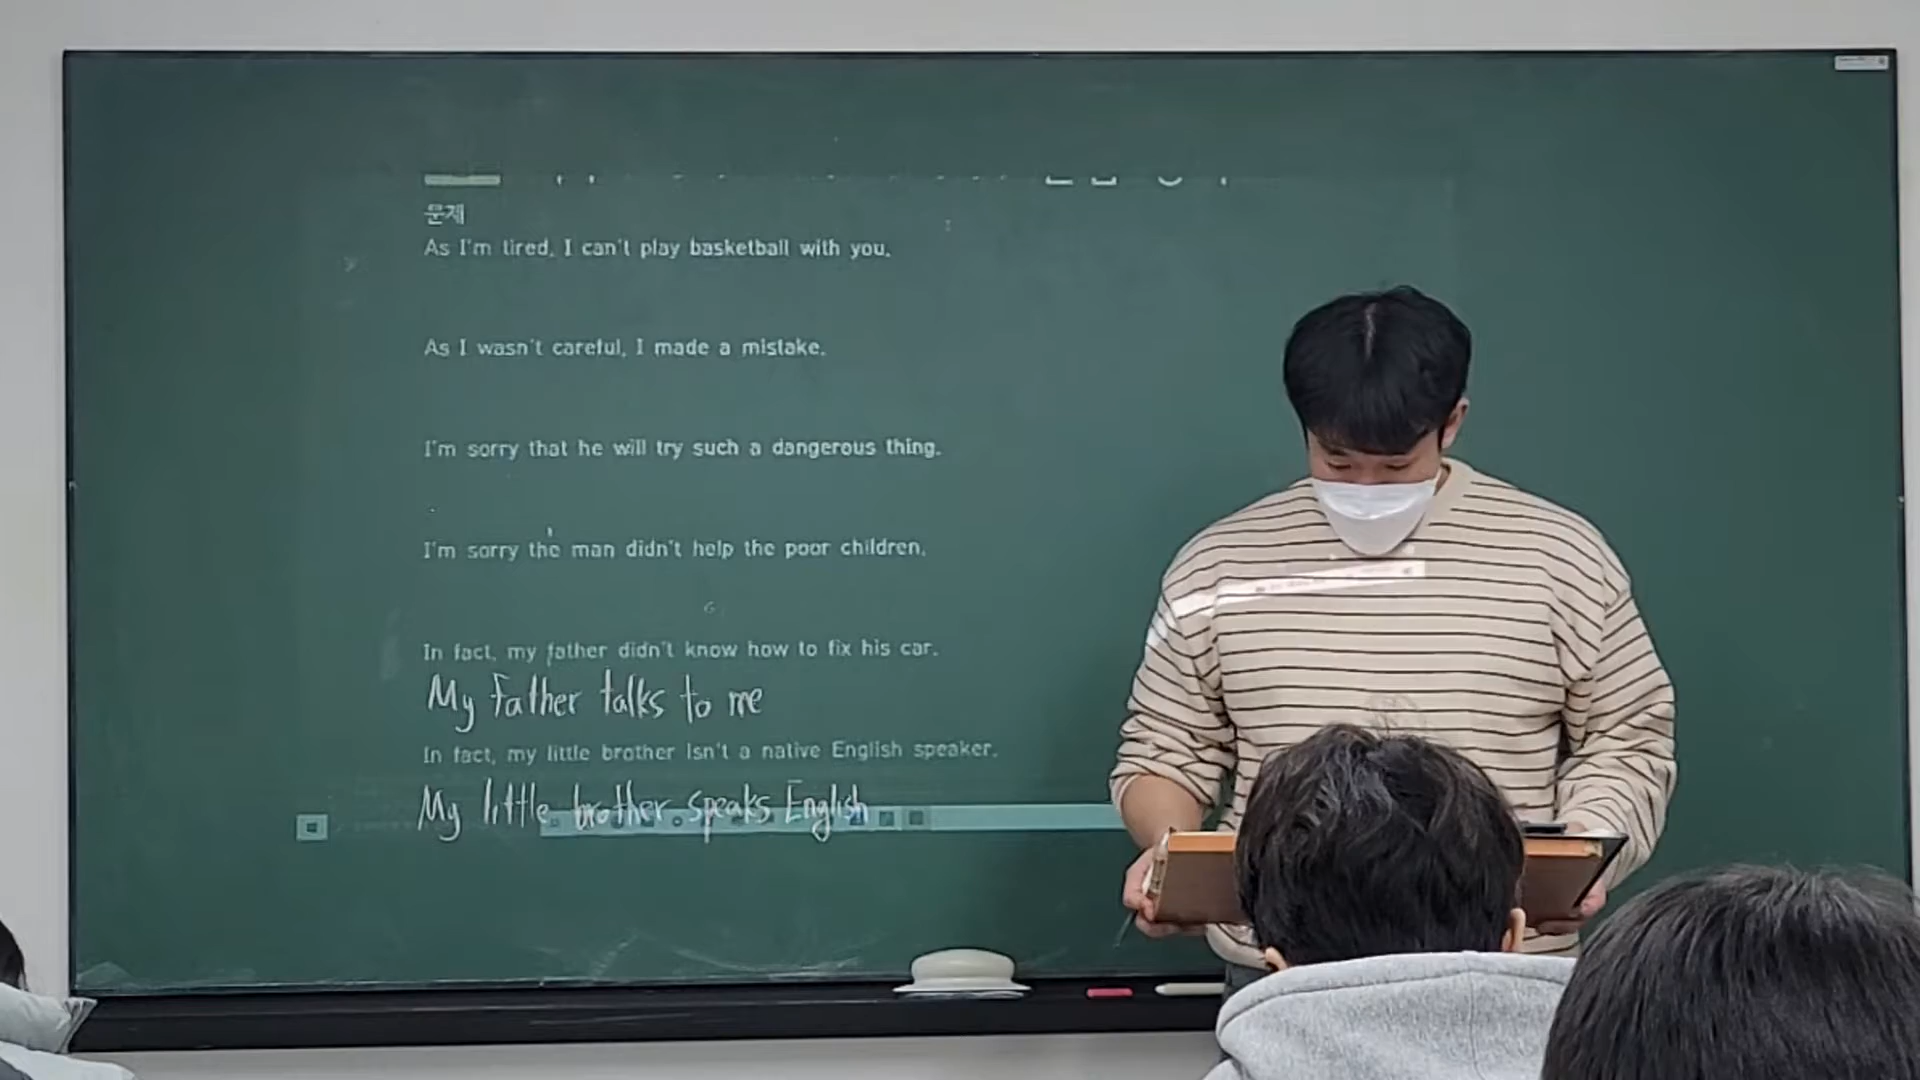 문제
As I'm tired, I can't play basketball with you.
As I wasn't careful, I made a mistake.
I'm sorry that he will try such a dangerous thing.
I'm sorry the man didn't help the poor children.
In fact, my father didn't know how to fix his car.
My father talks to me
In fact, my little brother isn't a native English speaker.
My little brother speaks English